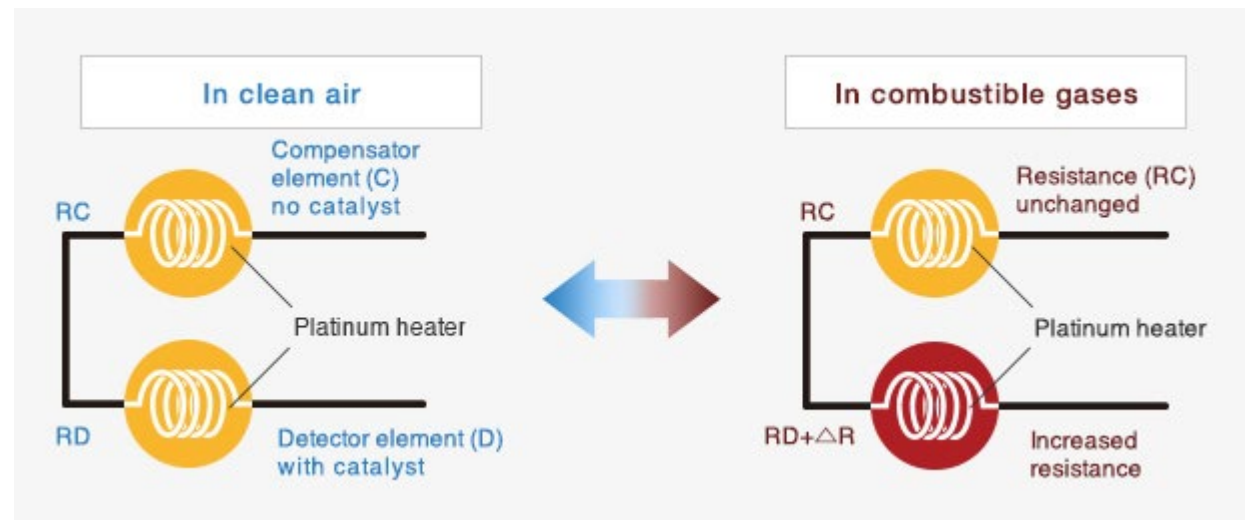 In clean air
Compensator
element (C)
no catalyst
RC
Platinum heater
RD
Detector element (D)
with catalyst
In combustible gases
Resistance (RC)
unchanged
RC
Platinum heater
RD+△R
Increased
resistance